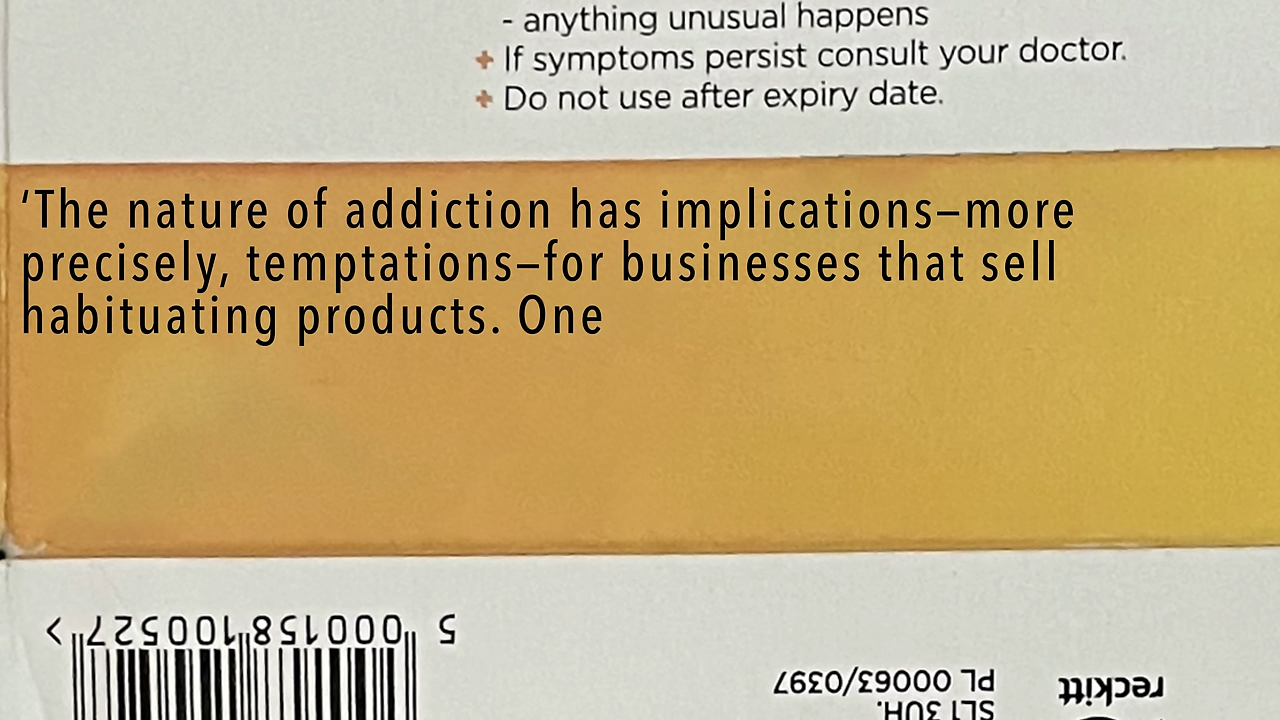 - anything unusual happens
+ If symptoms persist consult your doctor.
+ Do not use after expiry date.
‘The nature of addiction has implications–more
precisely, temptations–for businesses that sell
habituating products. One
5 000158 100527 >
reckitt
PL 00063/0397
SL1 3UH.